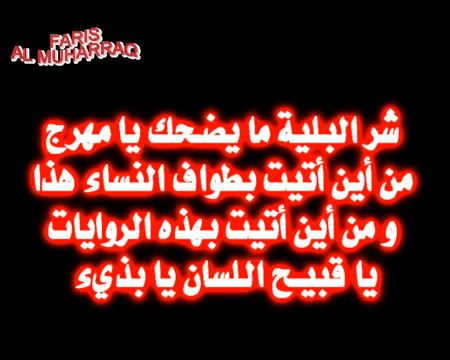 FARIS
AL MUHARRAQ
شر البلية ما يضحك يا مهرج
من أين أتيت بطواف النساء هذا
و من أين أتيت بهذه الروايات
يا قبيح اللسان يا بذيء